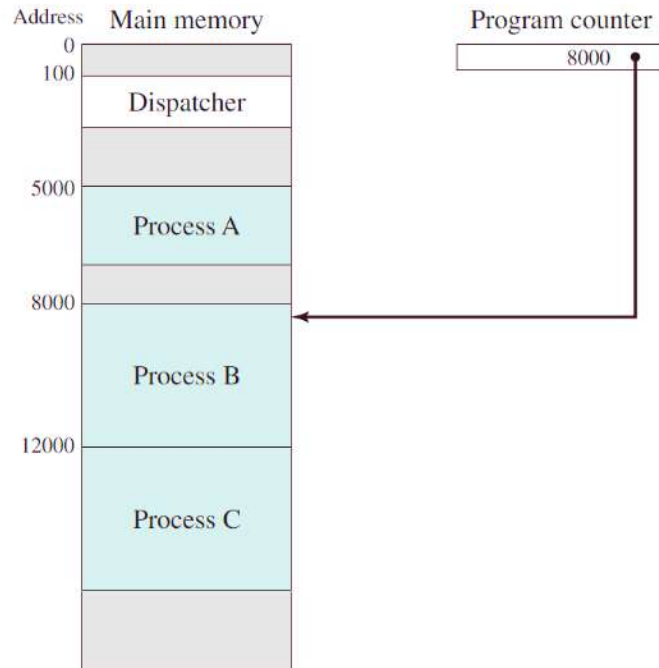 Address Main memory Program counter
0
8000
100
Dispatcher
5000
Process A
8000
Process B
12000
Process C